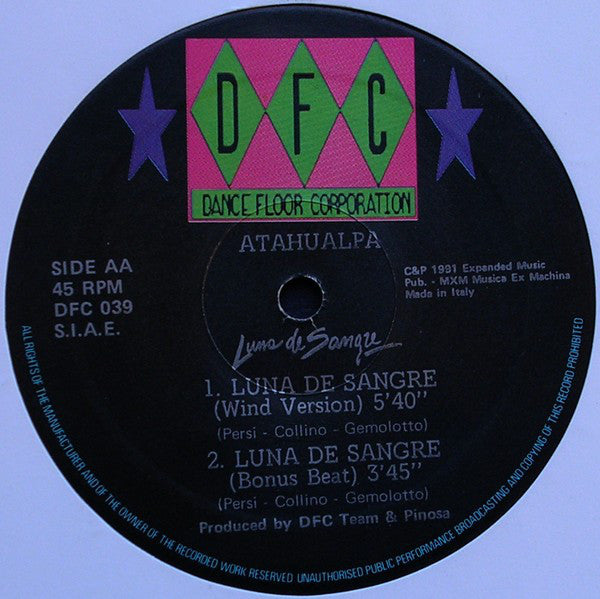 D F C
DANCE FLOOR CORPORATION
ATAHUALPA
SIDE AA
45 RPM
DFC 039
S.I.A.E.
C&P 1991 Expanded Music
Pub. - MXM Musica Ex Machina
Made in Italy
Luna de Sangre
1. LUNA DE SANGRE
(Wind Version) 5'40''
(Persi - Collino - Gemolotto)
2. LUNA DE SANGRE
(Bonus Beat) 3'45''
(Persi - Collino - Gemolotto)
Produced by DFC Team & Pinosa
ALL RIGHTS OF THE MANUFACTURER AND OF THE OWNER OF THE RECORDED WORK RESERVED. UNAUTHORISED PUBLIC PERFORMANCE BROADCASTING AND COPYING OF THIS RECORD PROHIBITED